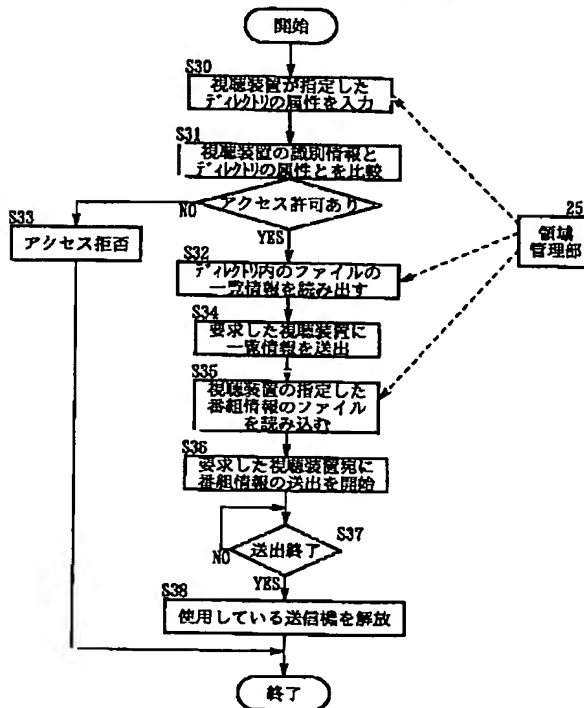 開始
S30
視聴装置が指定した
ディレクトリの属性を入力
S31
視聴装置の識別情報と
ディレクトリの属性とを比較
アクセス許可あり
NO
YES
S33
アクセス拒否
25
領域
管理部
S32
ディレクトリ内のファイルの
一覧情報を読み出す
S34
要求した視聴装置に
一覧情報を送出
S35
視聴装置の指定した
番組情報のファイル
を読み込む
S36
要求した視聴装置宛に
番組情報の送出を開始
S37
送出終了
NO
YES
S38
使用している送信機を解放
終了